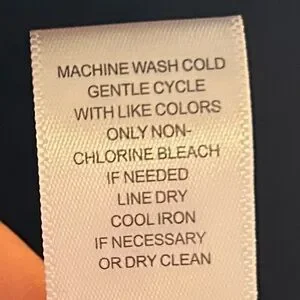 MACHINE WASH COLD
GENTLE CYCLE
WITH LIKE COLORS
ONLY NON-
CHLORINE BLEACH
IF NEEDED
LINE DRY
COOL IRON
IF NECESSARY
OR DRY CLEAN